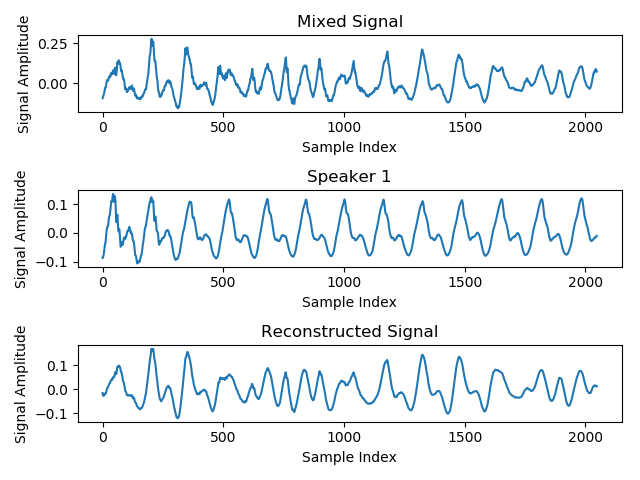 Mixed Signal
Signal Amplitude
0.25
0.00
0 500 1000 1500 2000
Sample Index
Speaker 1
Signal Amplitude
0.1
0.0
−0.1
0 500 1000 1500 2000
Sample Index
Reconstructed Signal
Signal Amplitude
0.1
0.0
−0.1
0 500 1000 1500 2000
Sample Index